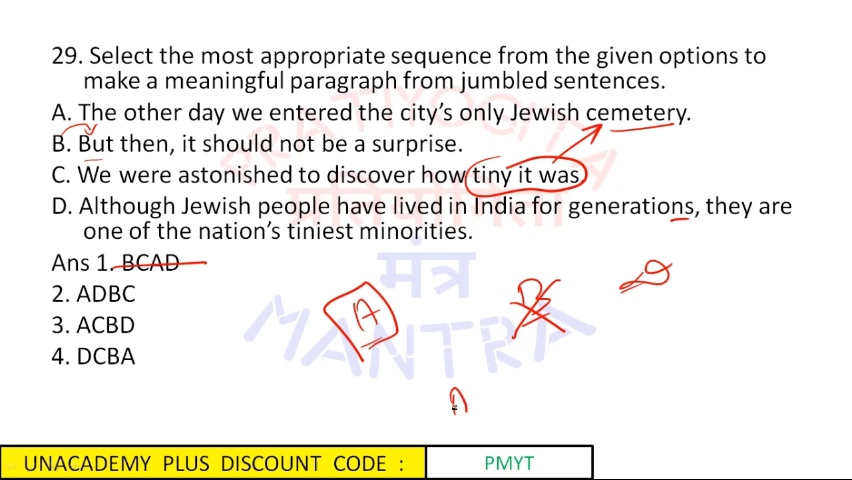 29. Select the most appropriate sequence from the given options to
make a meaningful paragraph from jumbled sentences.
A. The other day we entered the city's only Jewish cemetery.
B. But then, it should not be a surprise.
C. We were astonished to discover how tiny it was.
D. Although Jewish people have lived in India for generations, they are
one of the nation's tiniest minorities.
Ans 1. BCAD
2. ADBC
3. ACBD
4. DCBA
A
PRATIYOGITA
प्रतियोगिता
मंत्र
MANTRA
UNACADEMY PLUS DISCOUNT CODE :
PMYT